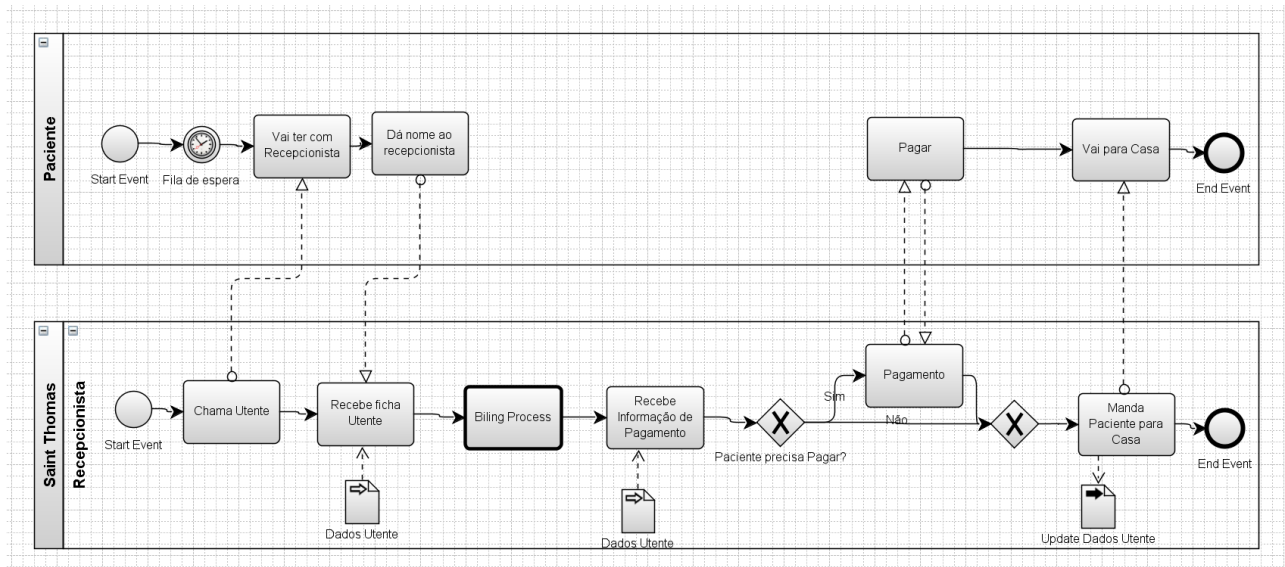 Paciente
Start Event
Fila de espera
Vai ter com
Recepcionista
Dá nome ao
recepcionista
Pagar
Vai para Casa
End Event
Saint Thomas
Recepcionista
Start Event
Chama Utente
Recebe ficha
Utente
Dados Utente
Biling Process
Recebe
Informação de
Pagamento
Dados Utente
Paciente precisa Pagar?
Sim
Não
Pagamento
Manda
Paciente para
Casa
Update Dados Utente
End Event